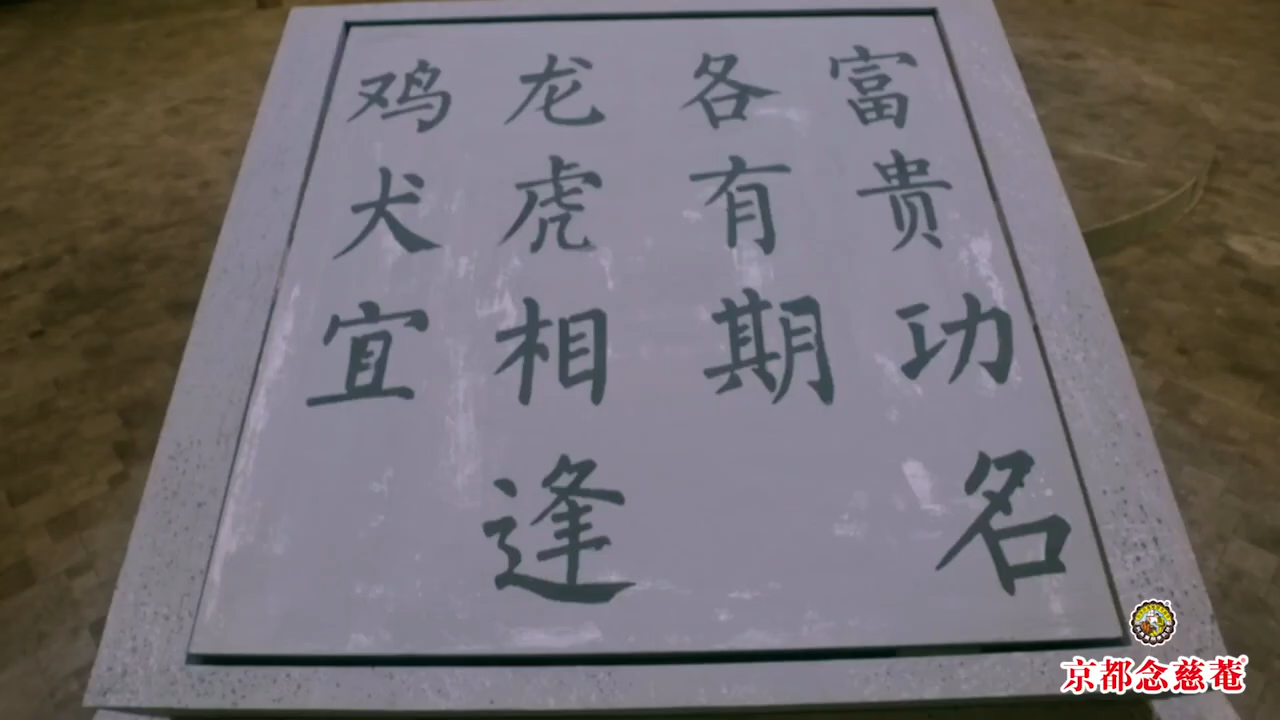 富贵功名
各有期
龙虎相逢
鸡犬宜
京都念慈菴